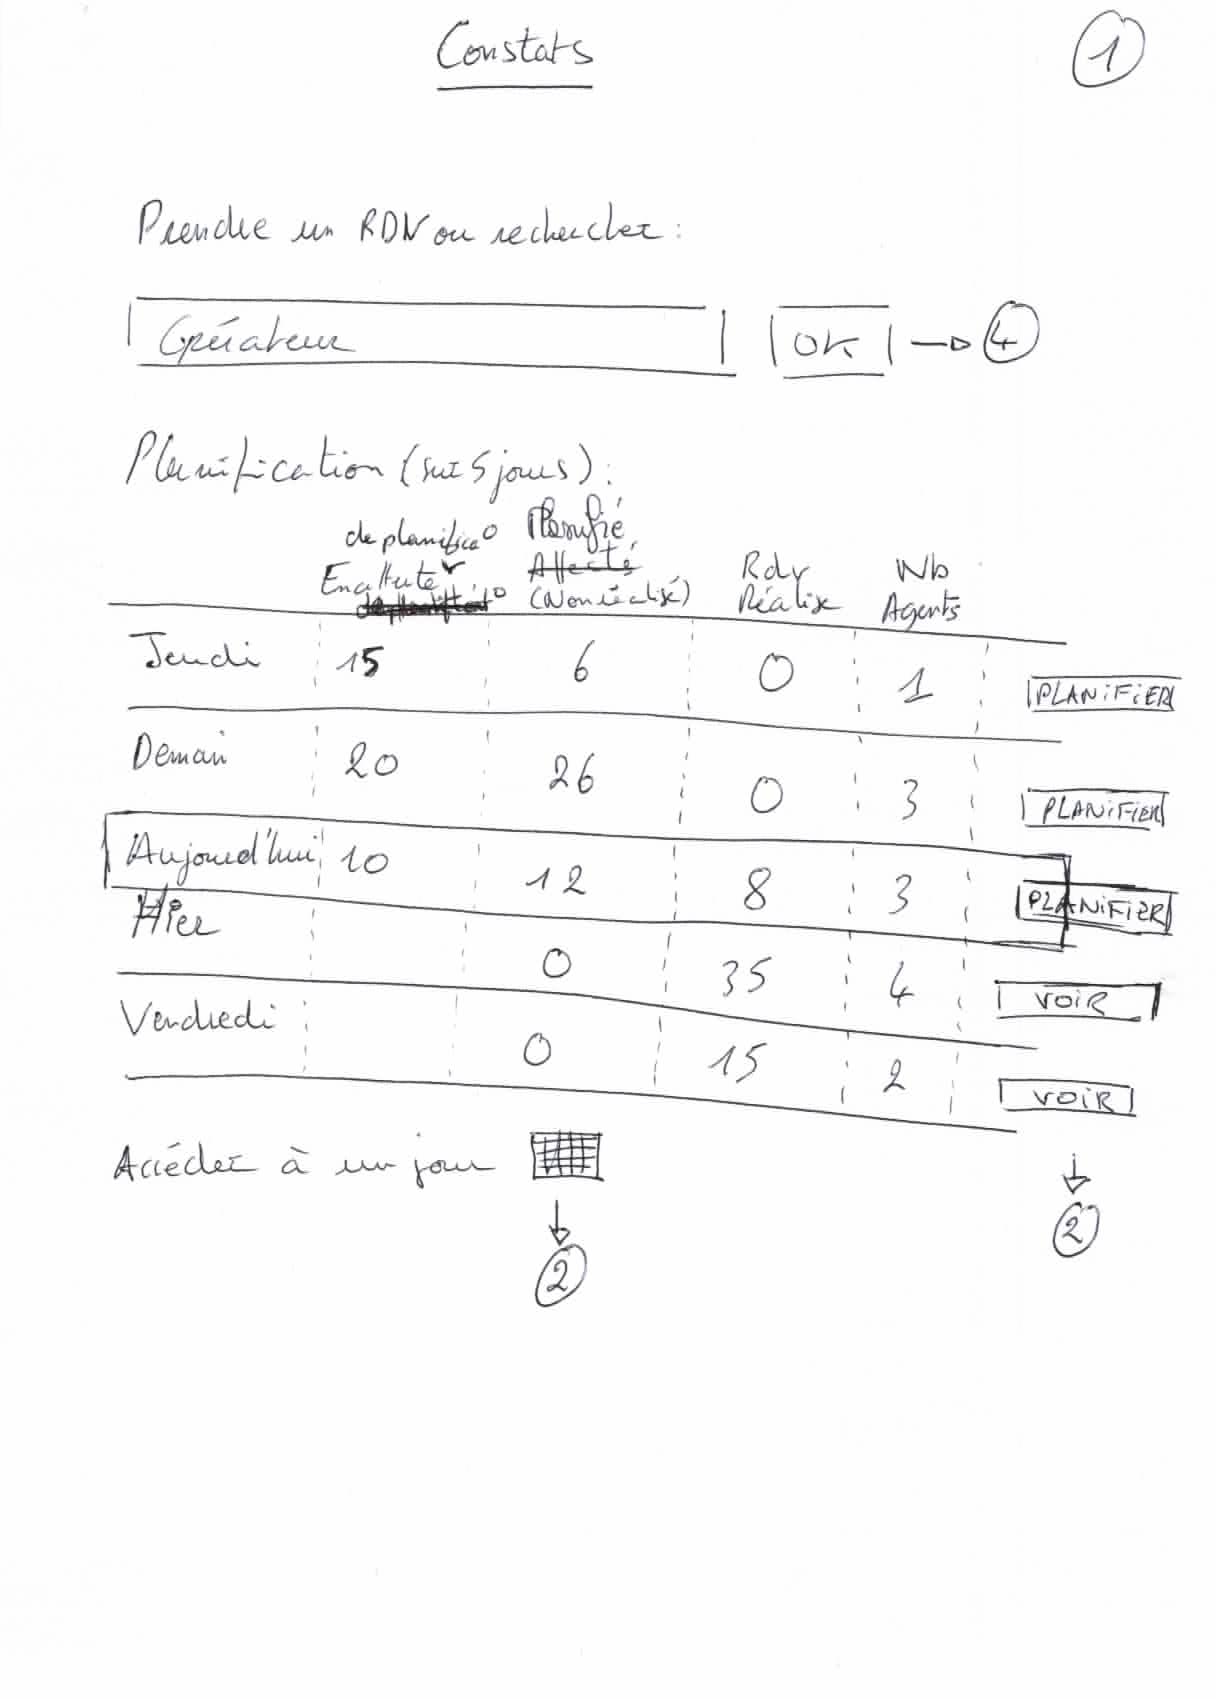 Constats
1
Prendre un RDV ou rechercher :
Opérateur OK 4
Planification (sur 5 jours) :
de planificao Planifié
En attente Affecté Rdv Nb
(Non réalisé) Réalisé Agents
Jeudi 15 6 0 1 PLANIFIER
Demain 20 26 0 3 PLANIFIER
Aujourd'hui 10 12 8 3 PLANIFIER
Hier 0 35 4 VOIR
Vendredi 0 15 2 VOIR
Accéder à un jour
2
2